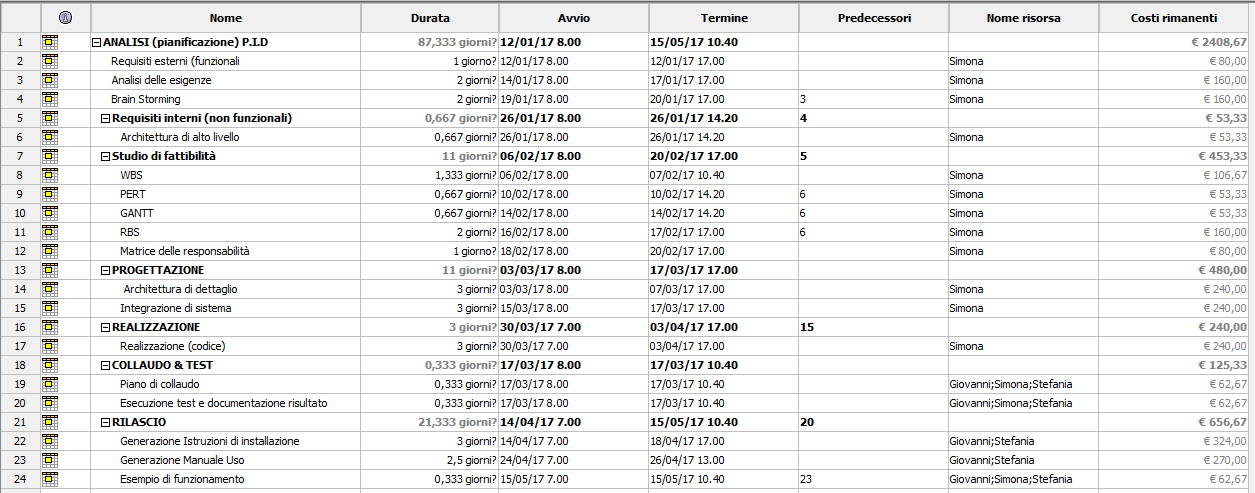 Nome Durata Avvio Termine Predecessori Nome risorsa Costi rimanenti
1 ANALISI (pianificazione) P.I.D 87,333 giorni? 12/01/17 8.00 15/05/17 10.40 € 2408,67
2 Requisiti esterni (funzionali 1 giorno? 12/01/17 8.00 12/01/17 17.00 Simona € 80,00
3 Analisi delle esigenze 2 giorni? 14/01/17 8.00 17/01/17 17.00 Simona € 160,00
4 Brain Storming 2 giorni? 19/01/17 8.00 20/01/17 17.00 3 Simona € 160,00
5 Requisiti interni (non funzionali) 0,667 giorni? 26/01/17 8.00 26/01/17 14.20 4 € 53,33
6 Architettura di alto livello 0,667 giorni? 26/01/17 8.00 26/01/17 14.20 Simona € 53,33
7 Studio di fattibilità 11 giorni? 06/02/17 8.00 20/02/17 17.00 5 € 453,33
8 WBS 1,333 giorni? 06/02/17 8.00 07/02/17 10.40 Simona € 106,67
9 PERT 0,667 giorni? 10/02/17 8.00 10/02/17 14.20 6 Simona € 53,33
10 GANTT 0,667 giorni? 14/02/17 8.00 14/02/17 14.20 6 Simona € 53,33
11 RBS 2 giorni? 16/02/17 8.00 17/02/17 17.00 6 Simona € 160,00
12 Matrice delle responsabilità 1 giorno? 18/02/17 8.00 20/02/17 17.00 Simona € 80,00
13 PROGETTAZIONE 11 giorni? 03/03/17 8.00 17/03/17 17.00 € 480,00
14 Architettura di dettaglio 3 giorni? 03/03/17 8.00 07/03/17 17.00 Simona € 240,00
15 Integrazione di sistema 3 giorni? 15/03/17 8.00 17/03/17 17.00 Simona € 240,00
16 REALIZZAZIONE 3 giorni? 30/03/17 7.00 03/04/17 17.00 15 € 240,00
17 Realizzazione (codice) 3 giorni? 30/03/17 7.00 03/04/17 17.00 Simona € 240,00
18 COLLAUDO & TEST 0,333 giorni? 17/03/17 8.00 17/03/17 10.40 € 125,33
19 Piano di collaudo 0,333 giorni? 17/03/17 8.00 17/03/17 10.40 Giovanni;Simona;Stefania € 62,67
20 Esecuzione test e documentazione risultato 0,333 giorni? 17/03/17 8.00 17/03/17 10.40 Giovanni;Simona;Stefania € 62,67
21 RILASCIO 21,333 giorni? 14/04/17 7.00 15/05/17 10.40 20 € 656,67
22 Generazione Istruzioni di installazione 3 giorni? 14/04/17 7.00 18/04/17 17.00 Giovanni;Stefania € 324,00
23 Generazione Manuale Uso 2,5 giorni? 24/04/17 7.00 26/04/17 13.00 Giovanni;Stefania € 270,00
24 Esempio di funzionamento 0,333 giorni? 15/05/17 7.00 15/05/17 10.40 23 Giovanni;Simona;Stefania € 62,67